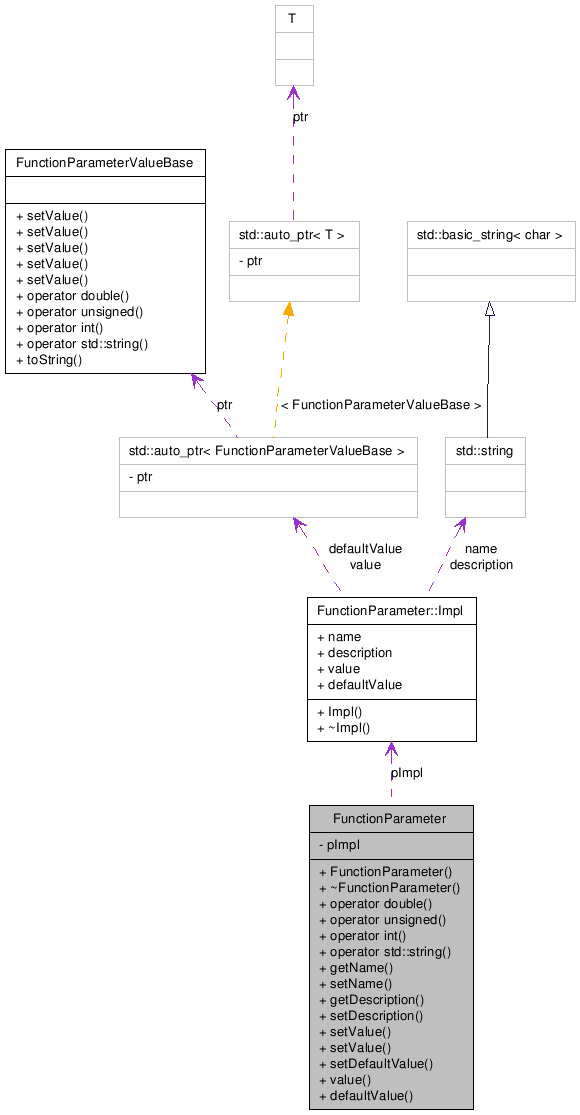 T
ptr
FunctionParameterValueBase
+ setValue()
+ setValue()
+ setValue()
+ setValue()
+ setValue()
+ operator double()
+ operator unsigned()
+ operator int()
+ operator std::string()
+ toString()
std::auto_ptr< T >
- ptr
std::basic_string< char >
ptr
< FunctionParameterValueBase >
std::auto_ptr< FunctionParameterValueBase >
- ptr
std::string
defaultValue
value
name
description
FunctionParameter::Impl
+ name
+ description
+ value
+ defaultValue
+ Impl()
+ ~Impl()
pImpl
FunctionParameter
- pImpl
+ FunctionParameter()
+ ~FunctionParameter()
+ operator double()
+ operator unsigned()
+ operator int()
+ operator std::string()
+ getName()
+ setName()
+ getDescription()
+ setDescription()
+ setValue()
+ setValue()
+ setDefaultValue()
+ value()
+ defaultValue()